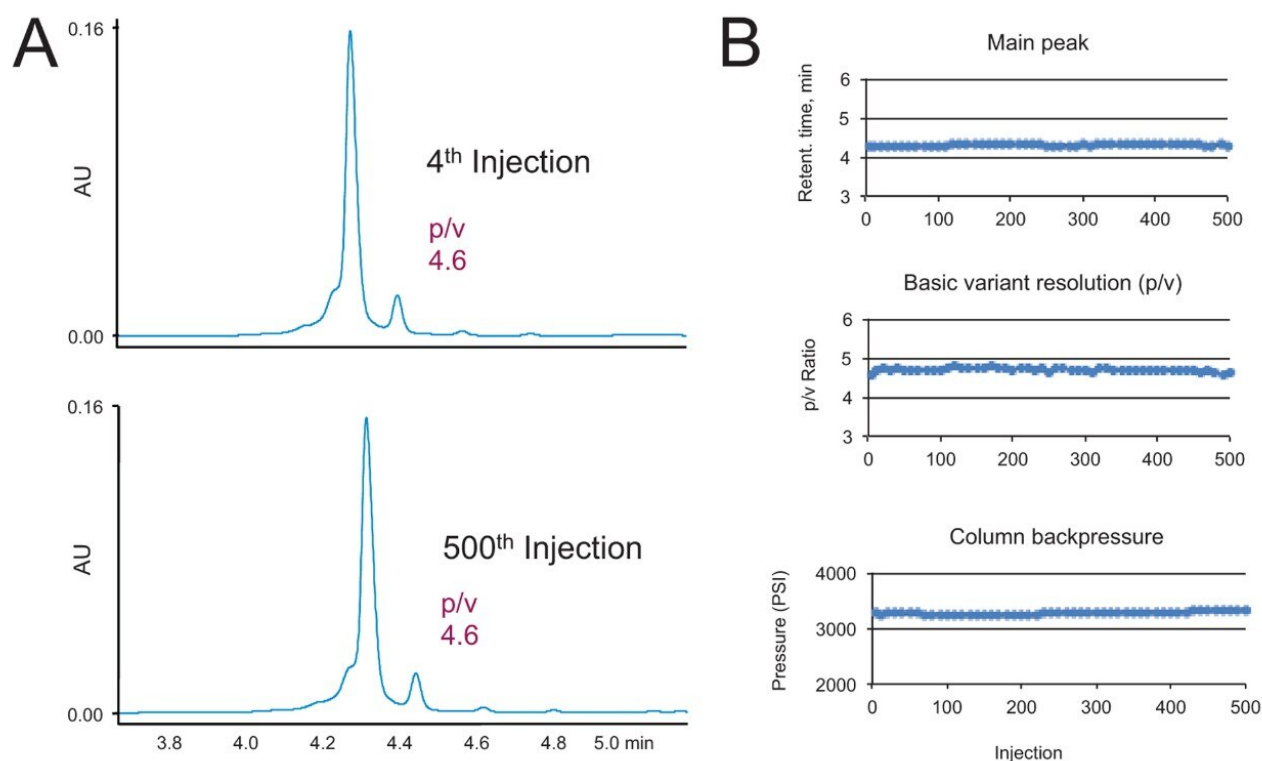 A
0.16
AU
4th Injection
p/v
4.6
0.00
0.16
AU
500th Injection
p/v
4.6
0.00
3.8 4.0 4.2 4.4 4.6 4.8 5.0 min
B
Main peak
Retent. time, min
6
5
4
3
0 100 200 300 400 500
Basic variant resolution (p/v)
p/v Ratio
6
5
4
3
0 100 200 300 400 500
Column backpressure
Pressure (PSI)
4000
3000
2000
0 100 200 300 400 500
Injection